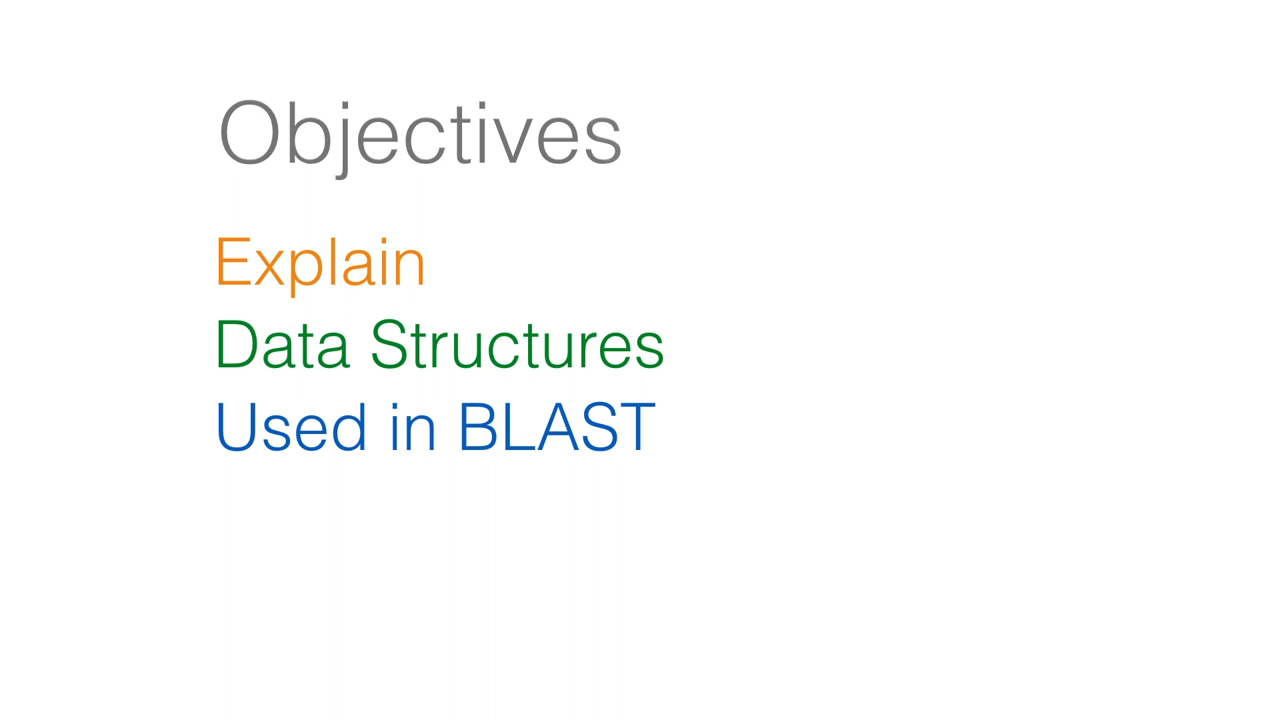 Objectives
Explain
Data Structures
Used in BLAST